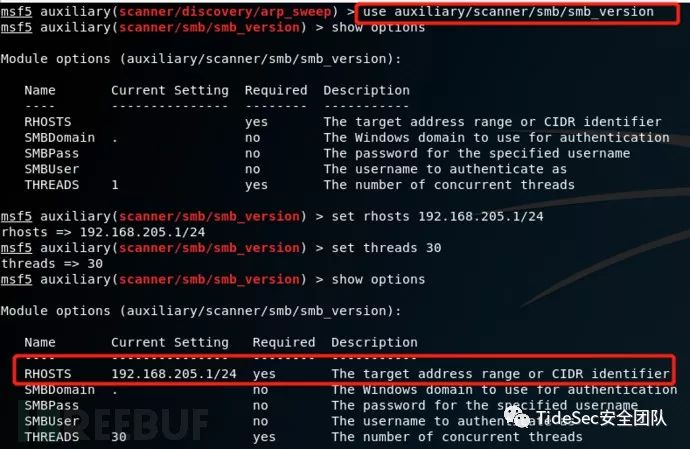 msf5 auxiliary(scanner/discovery/arp_sweep) > use auxiliary/scanner/smb/smb_version
msf5 auxiliary(scanner/smb/smb_version) > show options
Module options (auxiliary/scanner/smb/smb_version):
Name Current Setting Required Description
---- --------------- -------- -----------
RHOSTS yes The target address range or CIDR identifier
SMBDomain . no The Windows domain to use for authentication
SMBPass no The password for the specified username
SMBUser no The username to authenticate as
THREADS 1 yes The number of concurrent threads
msf5 auxiliary(scanner/smb/smb_version) > set rhosts 192.168.205.1/24
rhosts => 192.168.205.1/24
msf5 auxiliary(scanner/smb/smb_version) > set threads 30
threads => 30
msf5 auxiliary(scanner/smb/smb_version) > show options
Module options (auxiliary/scanner/smb/smb_version):
Name Current Setting Required Description
---- --------------- -------- -----------
RHOSTS 192.168.205.1/24 yes The target address range or CIDR identifier
SMBDomain . no The Windows domain to use for authentication
SMBPass no The password for the specified username
SMBUser no The username to authenticate as
THREADS 30 yes The number of concurrent threads
REEBUF
TideSec安全团队